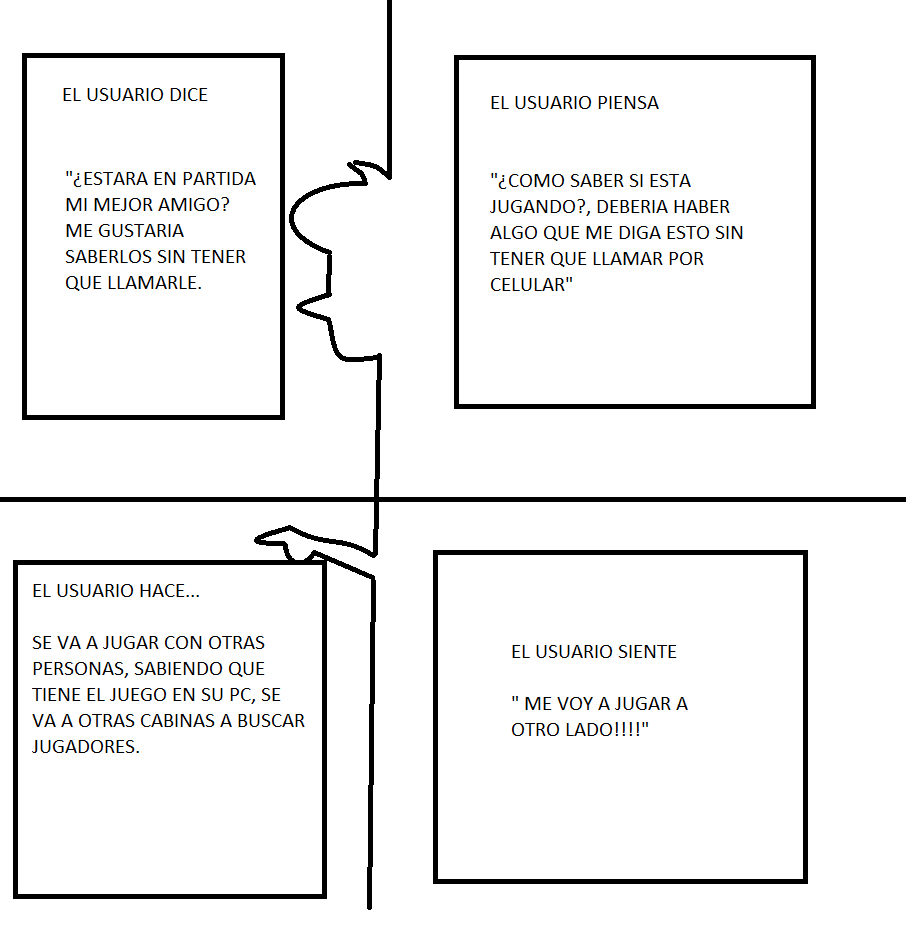 EL USUARIO DICE
"¿ESTARA EN PARTIDA
MI MEJOR AMIGO?
ME GUSTARIA
SABERLOS SIN TENER
QUE LLAMARLE.
EL USUARIO PIENSA
"¿COMO SABER SI ESTA
JUGANDO?, DEBERIA HABER
ALGO QUE ME DIGA ESTO SIN
TENER QUE LLAMAR POR
CELULAR"
EL USUARIO HACE...
SE VA A JUGAR CON OTRAS
PERSONAS, SABIENDO QUE
TIENE EL JUEGO EN SU PC, SE
VA A OTRAS CABINAS A BUSCAR
JUGADORES.
EL USUARIO SIENTE
" ME VOY A JUGAR A
OTRO LADO!!!!"